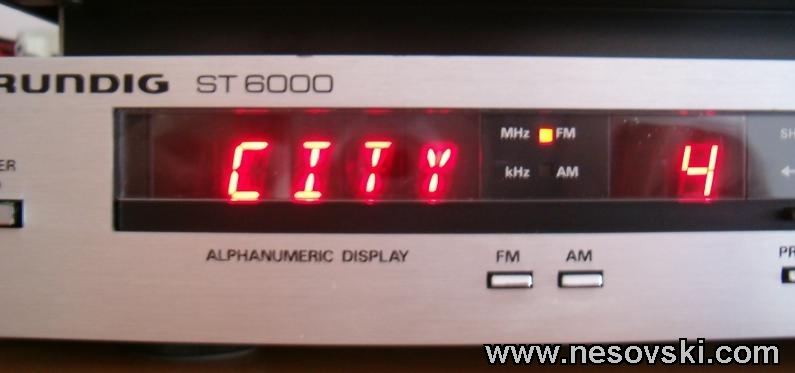 RUNDIG ST 6000
MHz FM
CITY 4
kHz AM
ALPHANUMERIC DISPLAY FM AM
www.nesovski.com